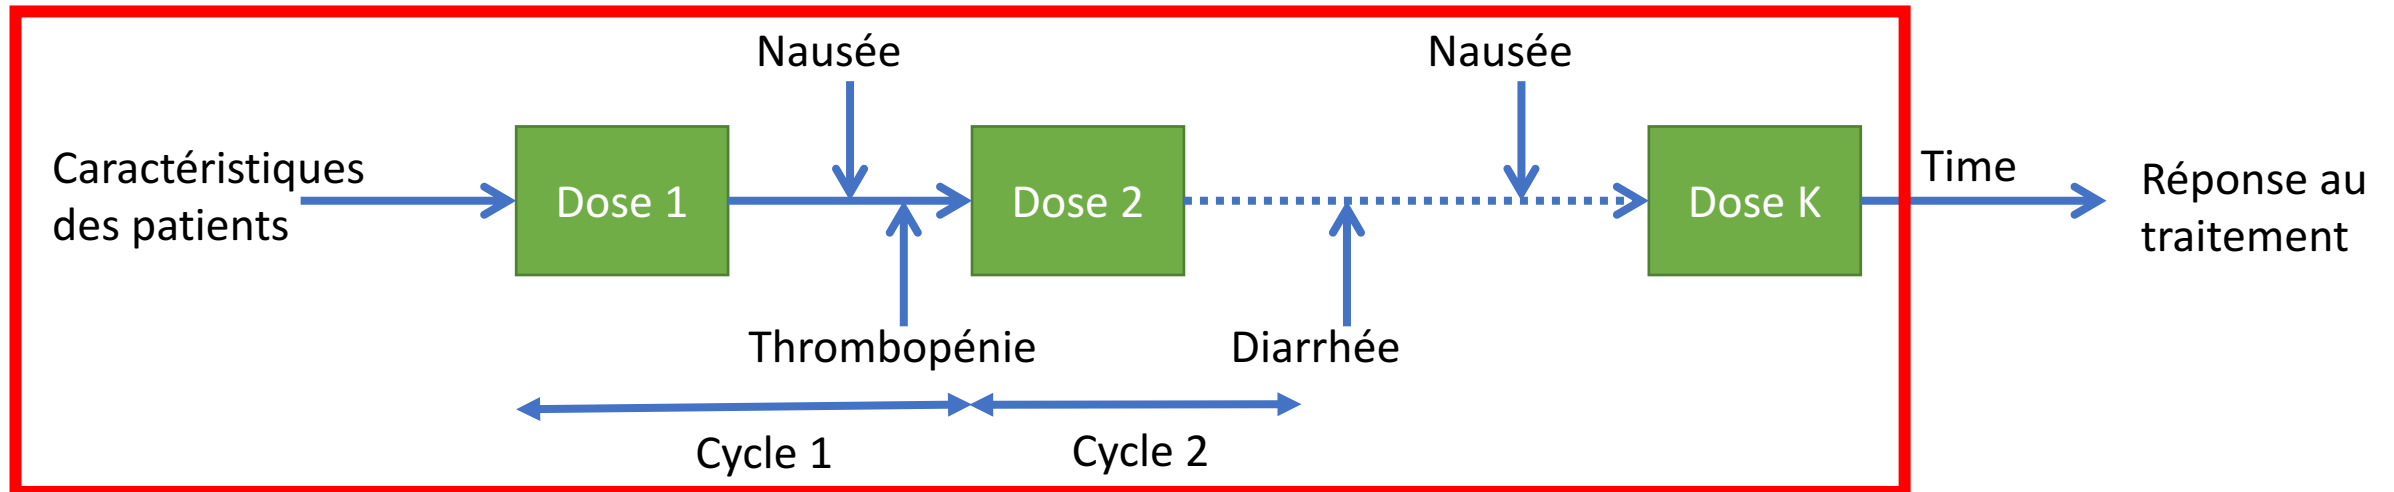 Nausée
Nausée
Caractéristiques
des patients
Dose 1
Dose 2
Dose K
Time
Réponse au
traitement
Thrombopénie
Diarrhée
Cycle 1
Cycle 2